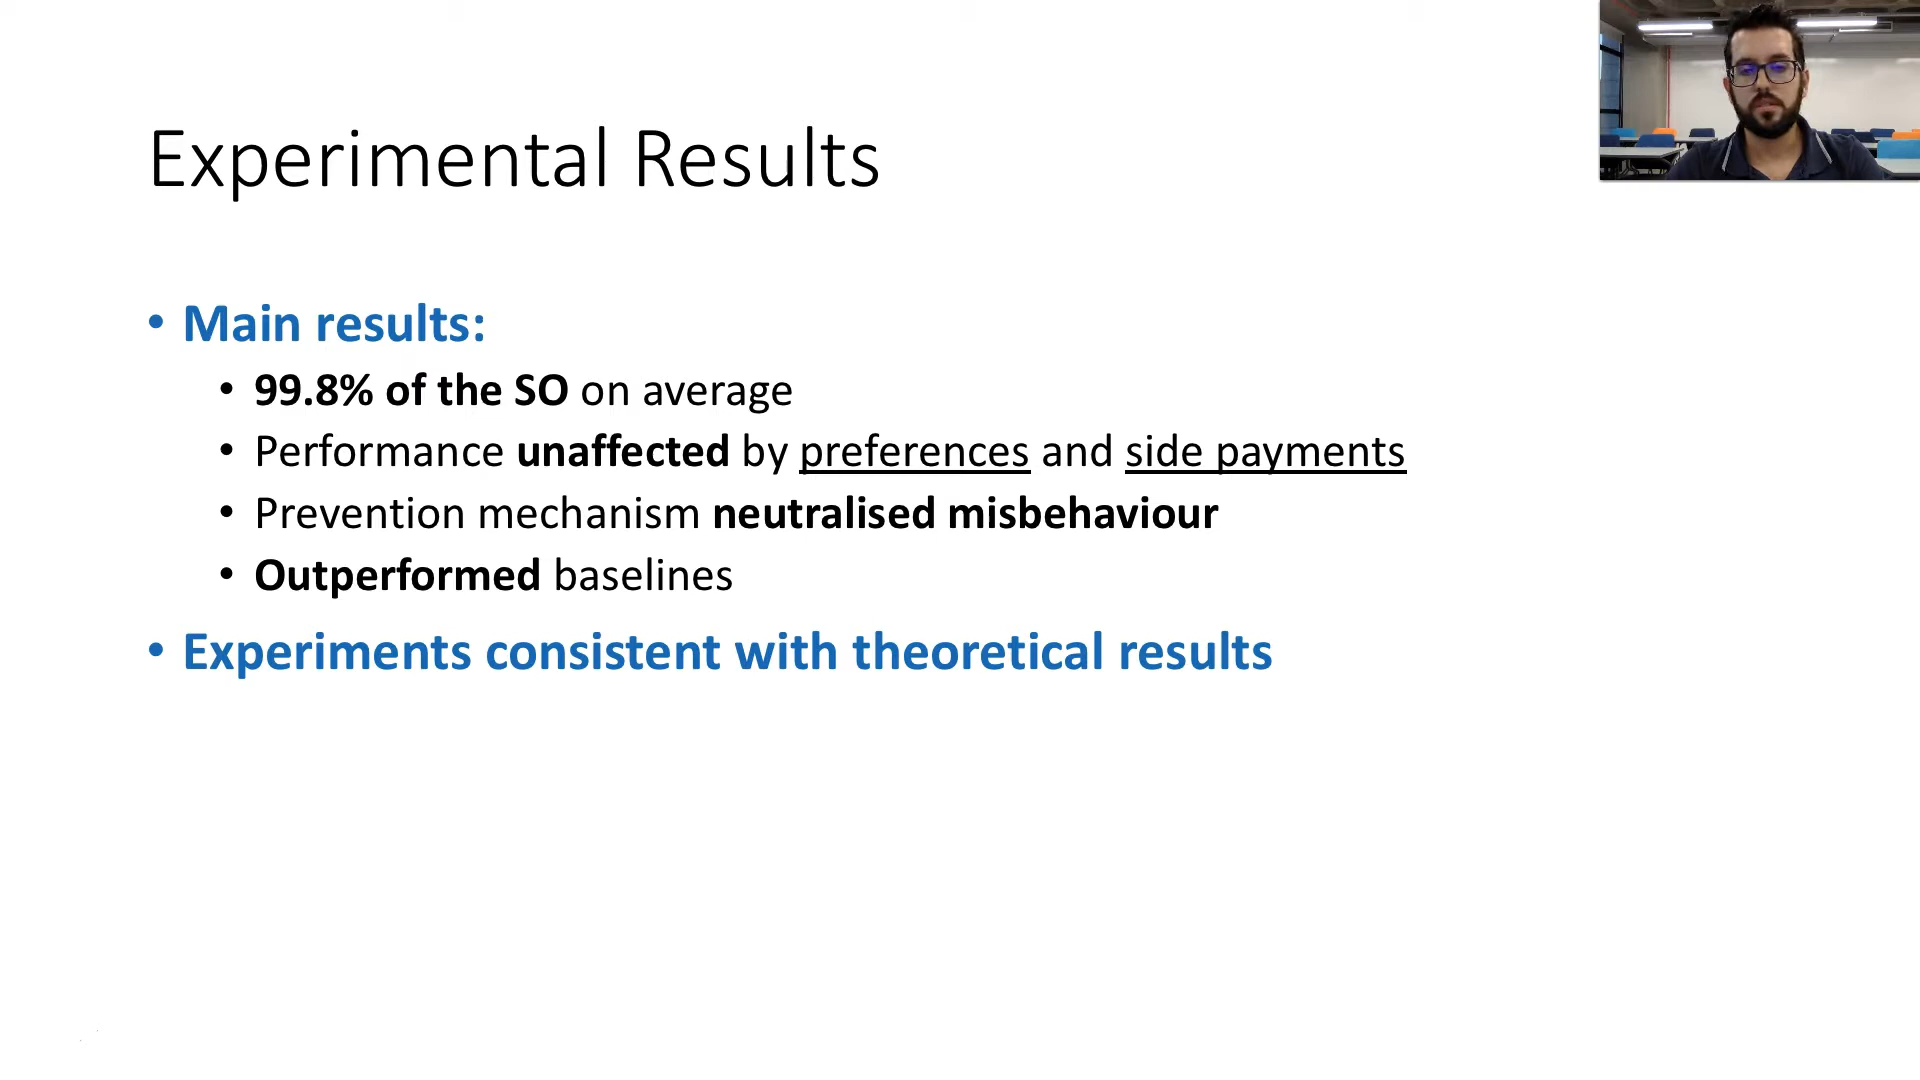 Experimental Results
• Main results:
• 99.8% of the SO on average
• Performance unaffected by preferences and side payments
• Prevention mechanism neutralised misbehaviour
• Outperformed baselines
• Experiments consistent with theoretical results